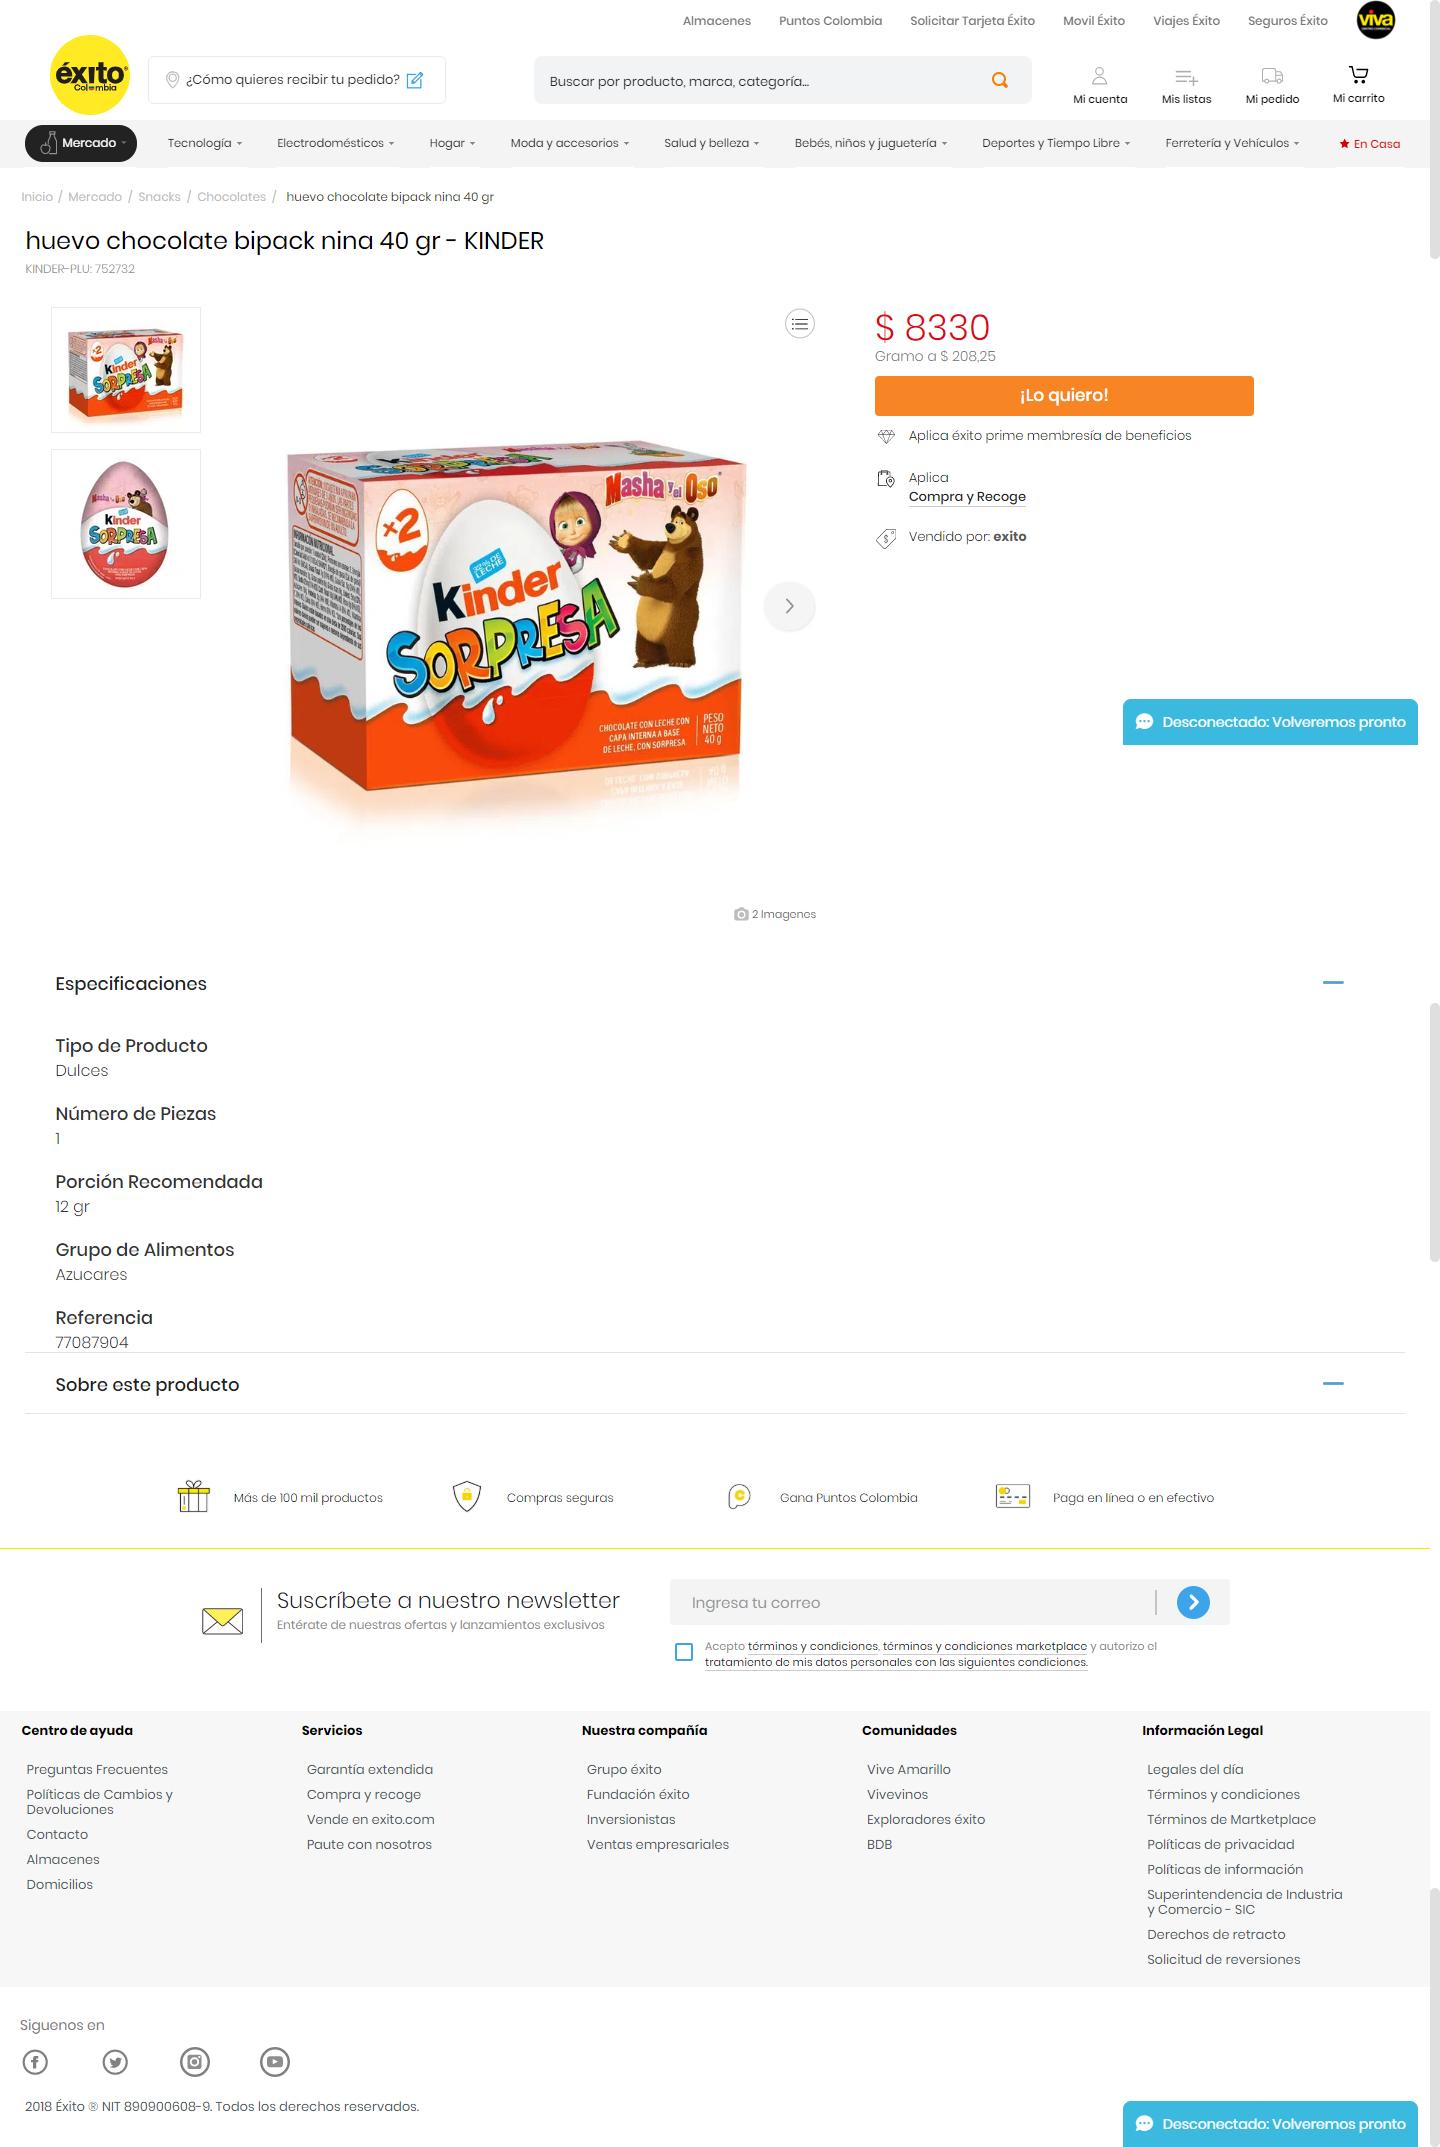 Almacenes Puntos Colombia Solicitar Tarjeta Éxito Movil Éxito Viajes Éxito Seguros Éxito viva
éxito
Colombia
¿Cómo quieres recibir tu pedido?
Buscar por producto, marca, categoría...
Mi cuenta Mis listas Mi pedido Mi carrito
Mercado Tecnología Electrodomésticos Hogar Moda y accesorios Salud y belleza Bebés, niños y juguetería Deportes y Tiempo Libre Ferretería y Vehículos En Casa
Inicio / Mercado / Snacks / Chocolates / huevo chocolate bipack nina 40 gr
huevo chocolate bipack nina 40 gr - KINDER
KINDER-PLU: 752732
$ 8330
Gramo a $ 208,25
¡Lo quiero!
Aplica éxito prime membresía de beneficios
Aplica
Compra y Recoge
Vendido por: exito
Masha y el Oso
x2
Kinder
SORPRESA
CHOCOLATE CON LECHE CON
CAPA INTERNA A BASE
DE LECHE, CON SORPRESA
PESO
NETO
40 g
Desconectado: Volveremos pronto
2 Imagenes
Especificaciones
Tipo de Producto
Dulces
Número de Piezas
1
Porción Recomendada
12 gr
Grupo de Alimentos
Azucares
Referencia
77087904
Sobre este producto
Más de 100 mil productos Compras seguras Gana Puntos Colombia Paga en línea o en efectivo
Suscríbete a nuestro newsletter
Entérate de nuestras ofertas y lanzamientos exclusivos
Ingresa tu correo
Acepto términos y condiciones, términos y condiciones marketplace y autorizo el
tratamiento de mis datos personales con las siguientes condiciones.
Centro de ayuda
Preguntas Frecuentes
Políticas de Cambios y
Devoluciones
Contacto
Almacenes
Domicilios
Servicios
Garantía extendida
Compra y recoge
Vende en exito.com
Paute con nosotros
Nuestra compañía
Grupo éxito
Fundación éxito
Inversionistas
Ventas empresariales
Comunidades
Vive Amarillo
Vivevinos
Exploradores éxito
BDB
Información Legal
Legales del día
Términos y condiciones
Términos de Martketplace
Políticas de privacidad
Políticas de información
Superintendencia de Industria
y Comercio - SIC
Derechos de retracto
Solicitud de reversiones
Siguenos en
2018 Éxito ® NIT 890900608-9. Todos los derechos reservados.
Desconectado: Volveremos pronto